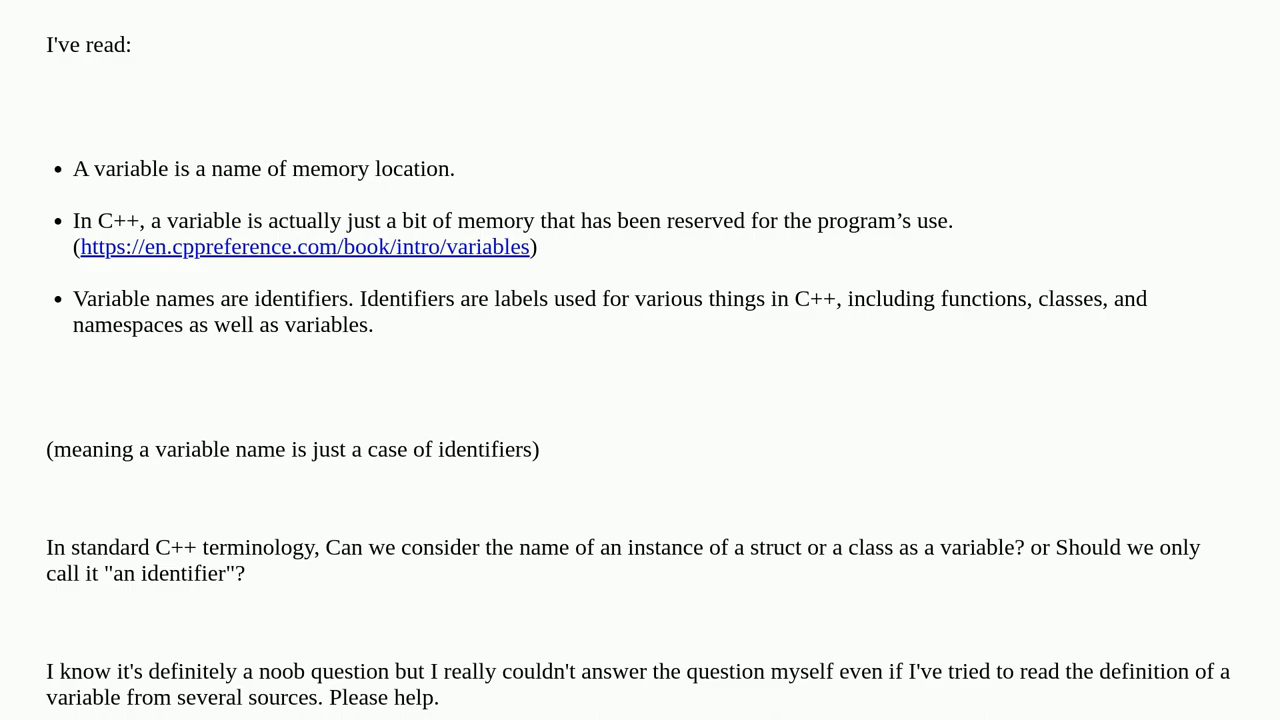 I've read:
• A variable is a name of memory location.
• In C++, a variable is actually just a bit of memory that has been reserved for the program’s use.
(https://en.cppreference.com/book/intro/variables)
• Variable names are identifiers. Identifiers are labels used for various things in C++, including functions, classes, and
namespaces as well as variables.
(meaning a variable name is just a case of identifiers)
In standard C++ terminology, Can we consider the name of an instance of a struct or a class as a variable? or Should we only
call it "an identifier"?
I know it's definitely a noob question but I really couldn't answer the question myself even if I've tried to read the definition of a
variable from several sources. Please help.